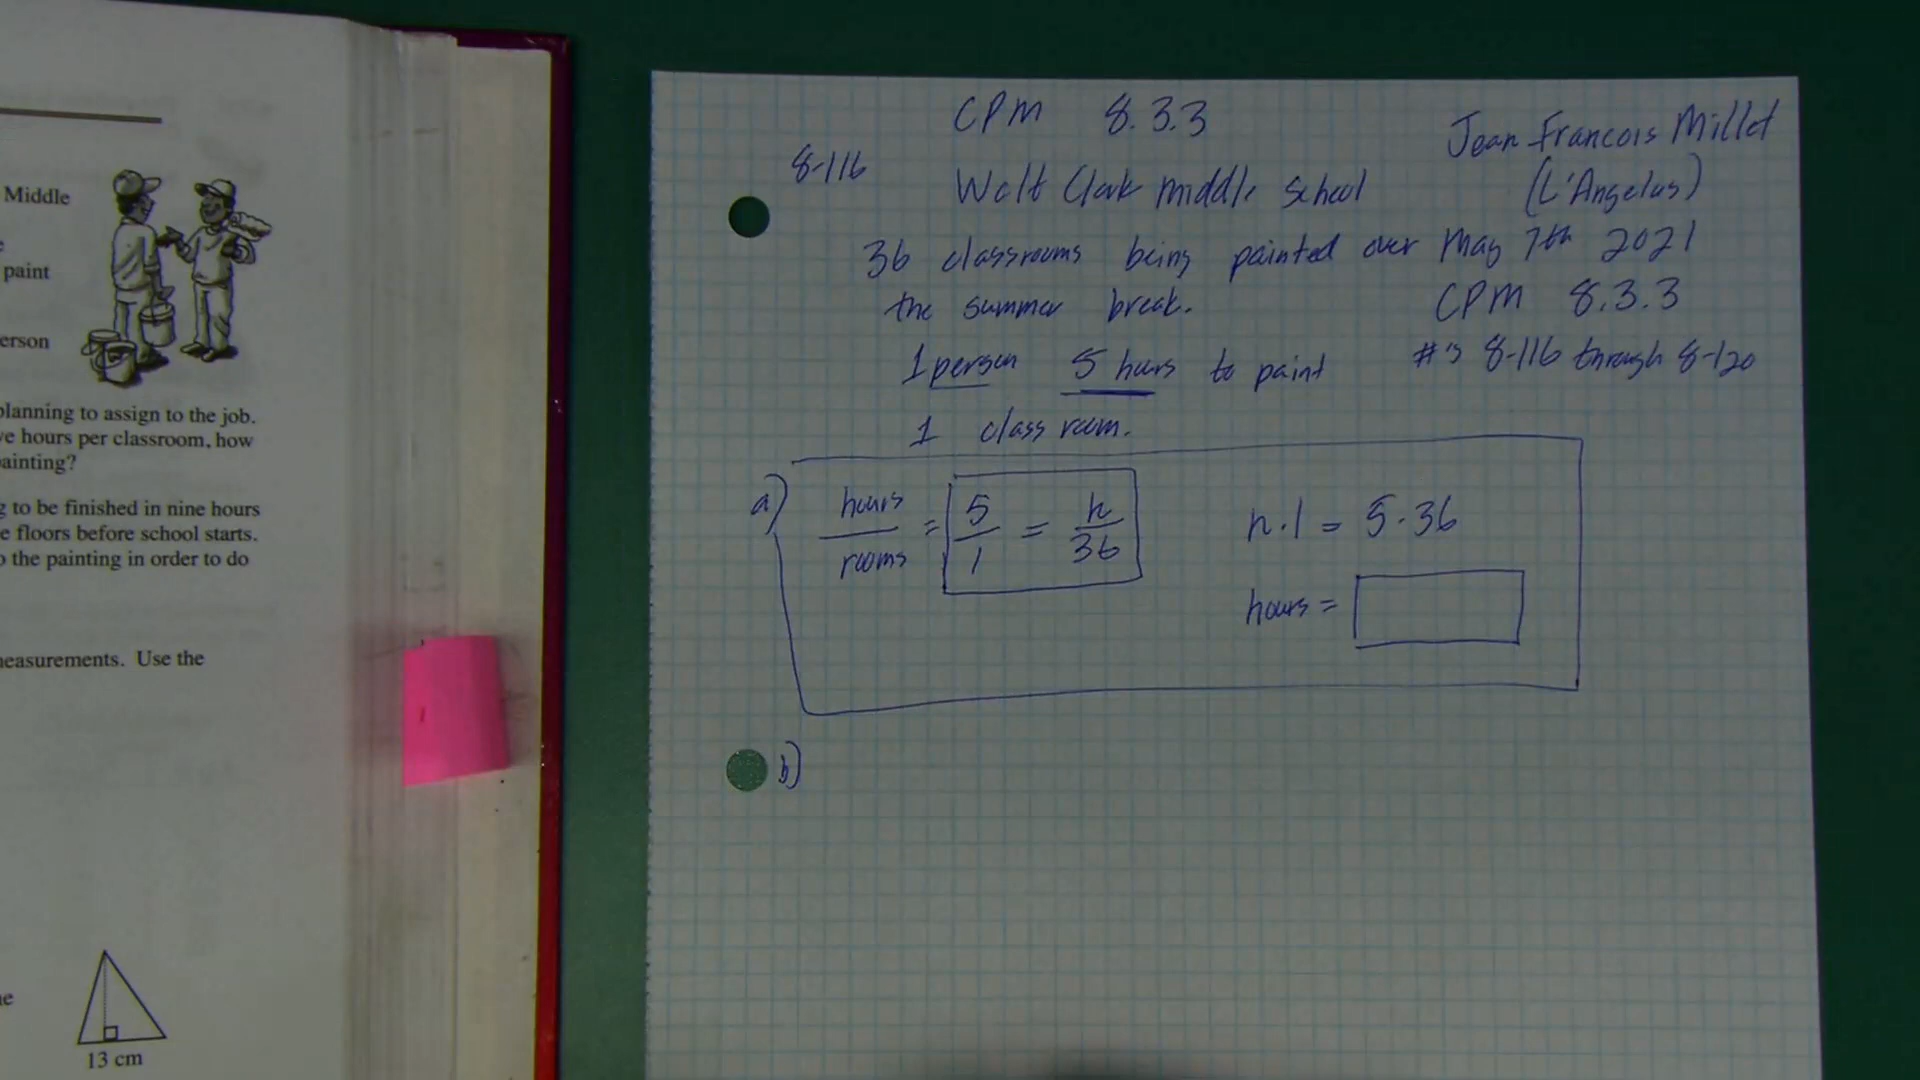 Middle
paint
erson
planning to assign to the job.
ve hours per classroom, how
ainting?
g to be finished in nine hours
e floors before school starts.
o the painting in order to do
neasurements. Use the
13 cm
CPM 8.3.3
Jean Francois Millet
8-116
Walt Clark Middle School
(L'Angelus)
36 classrooms being painted over
May 7th 2021
the summer break.
CPM 8.3.3
1 person 5 hours to paint
#'s 8-116 through 8-120
1 class room.
a) hours/rooms = 5/1 = h/36
h · 1 = 5 · 36
hours =
b)